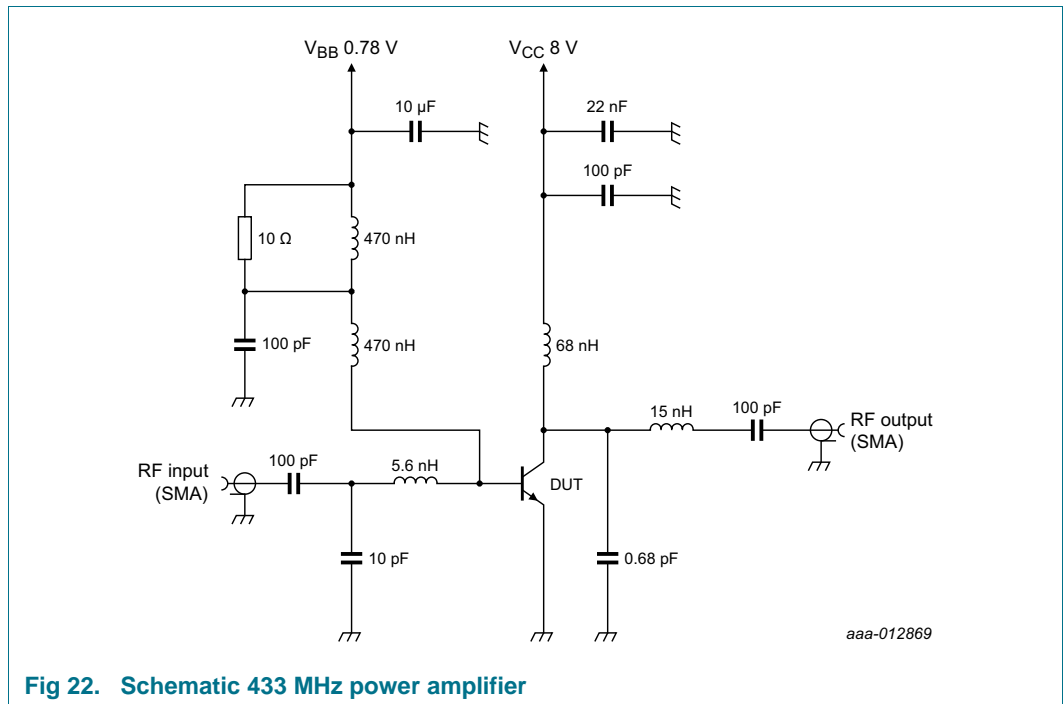 V_BB 0.78 V
V_CC 8 V
10 µF
22 nF
100 pF
10 Ω
470 nH
100 pF
470 nH
68 nH
15 nH
100 pF
RF output
(SMA)
RF input
(SMA)
100 pF
5.6 nH
DUT
10 pF
0.68 pF
aaa-012869
Fig 22. Schematic 433 MHz power amplifier